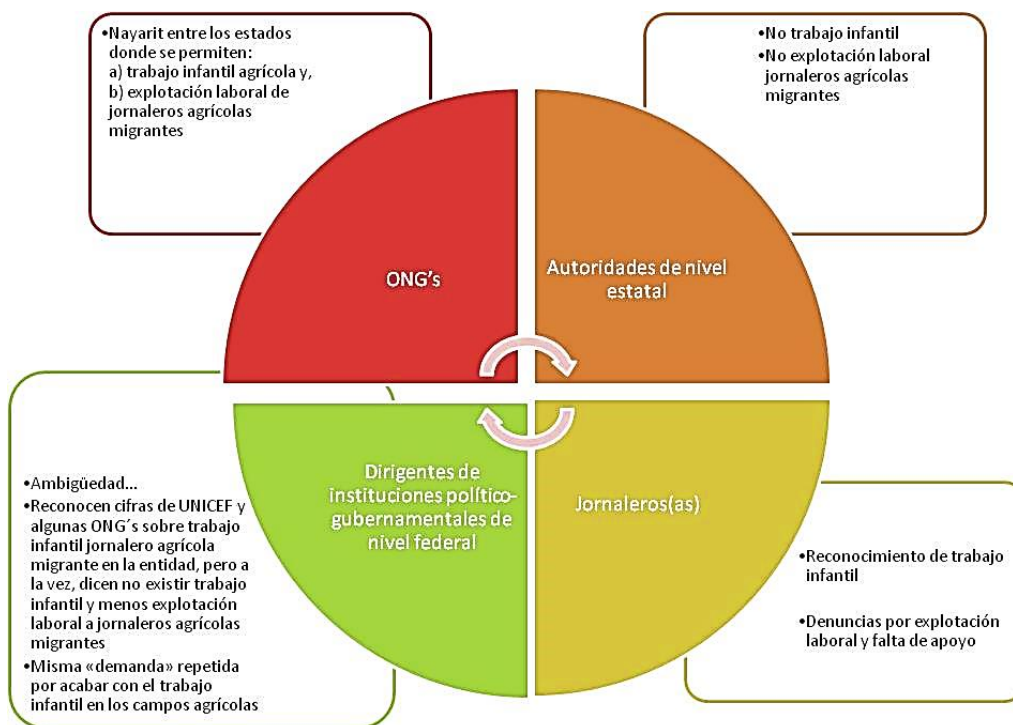 •Nayarit entre los estados
donde se permiten:
a) trabajo infantil agrícola y,
b) explotación laboral de
jornaleros agrícolas
migrantes
•No trabajo infantil
•No explotación laboral
jornaleros agrícolas
migrantes
ONG's
Autoridades de nivel
estatal
•Ambigüedad...
•Reconocen cifras de UNICEF y
algunas ONG´s sobre trabajo
infantil jornalero agrícola
migrante en la entidad, pero a
la vez, dicen no existir trabajo
infantil y menos explotación
laboral a jornaleros agrícolas
migrantes
•Misma «demanda» repetida
por acabar con el trabajo
infantil en los campos agrícolas
Dirigentes de
instituciones político-
gubernamentales de
nivel federal
Jornaleros(as)
•Reconocimiento de trabajo
infantil
•Denuncias por explotación
laboral y falta de apoyo